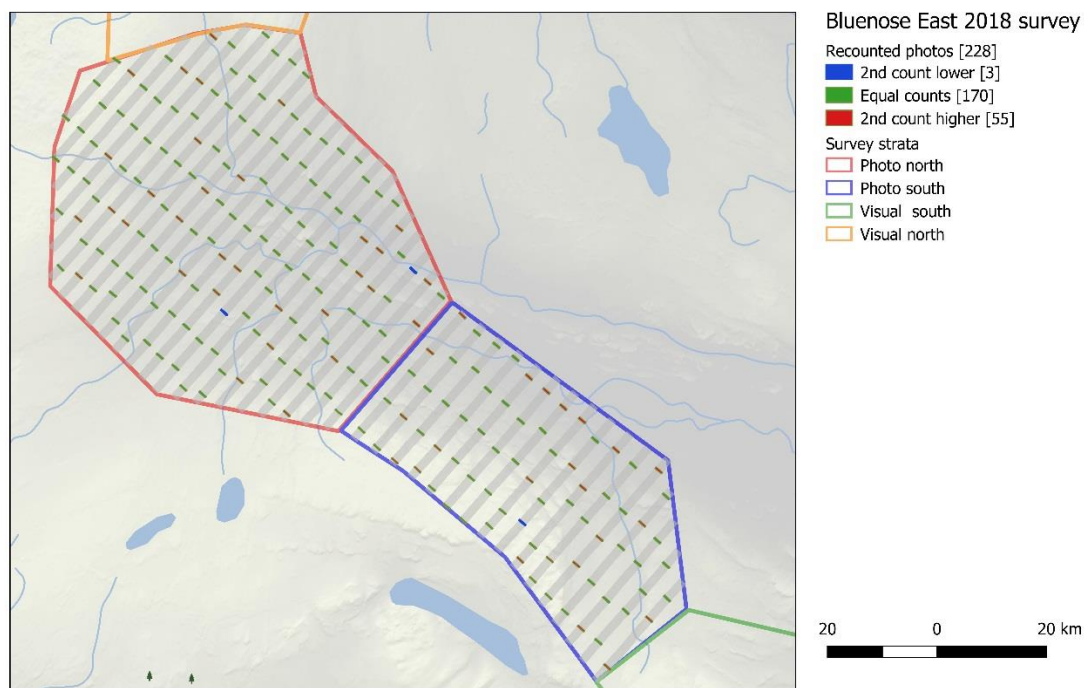 Bluenose East 2018 survey
Recounted photos [228]
2nd count lower [3]
Equal counts [170]
2nd count higher [55]
Survey strata
Photo north
Photo south
Visual south
Visual north
20 0 20 km